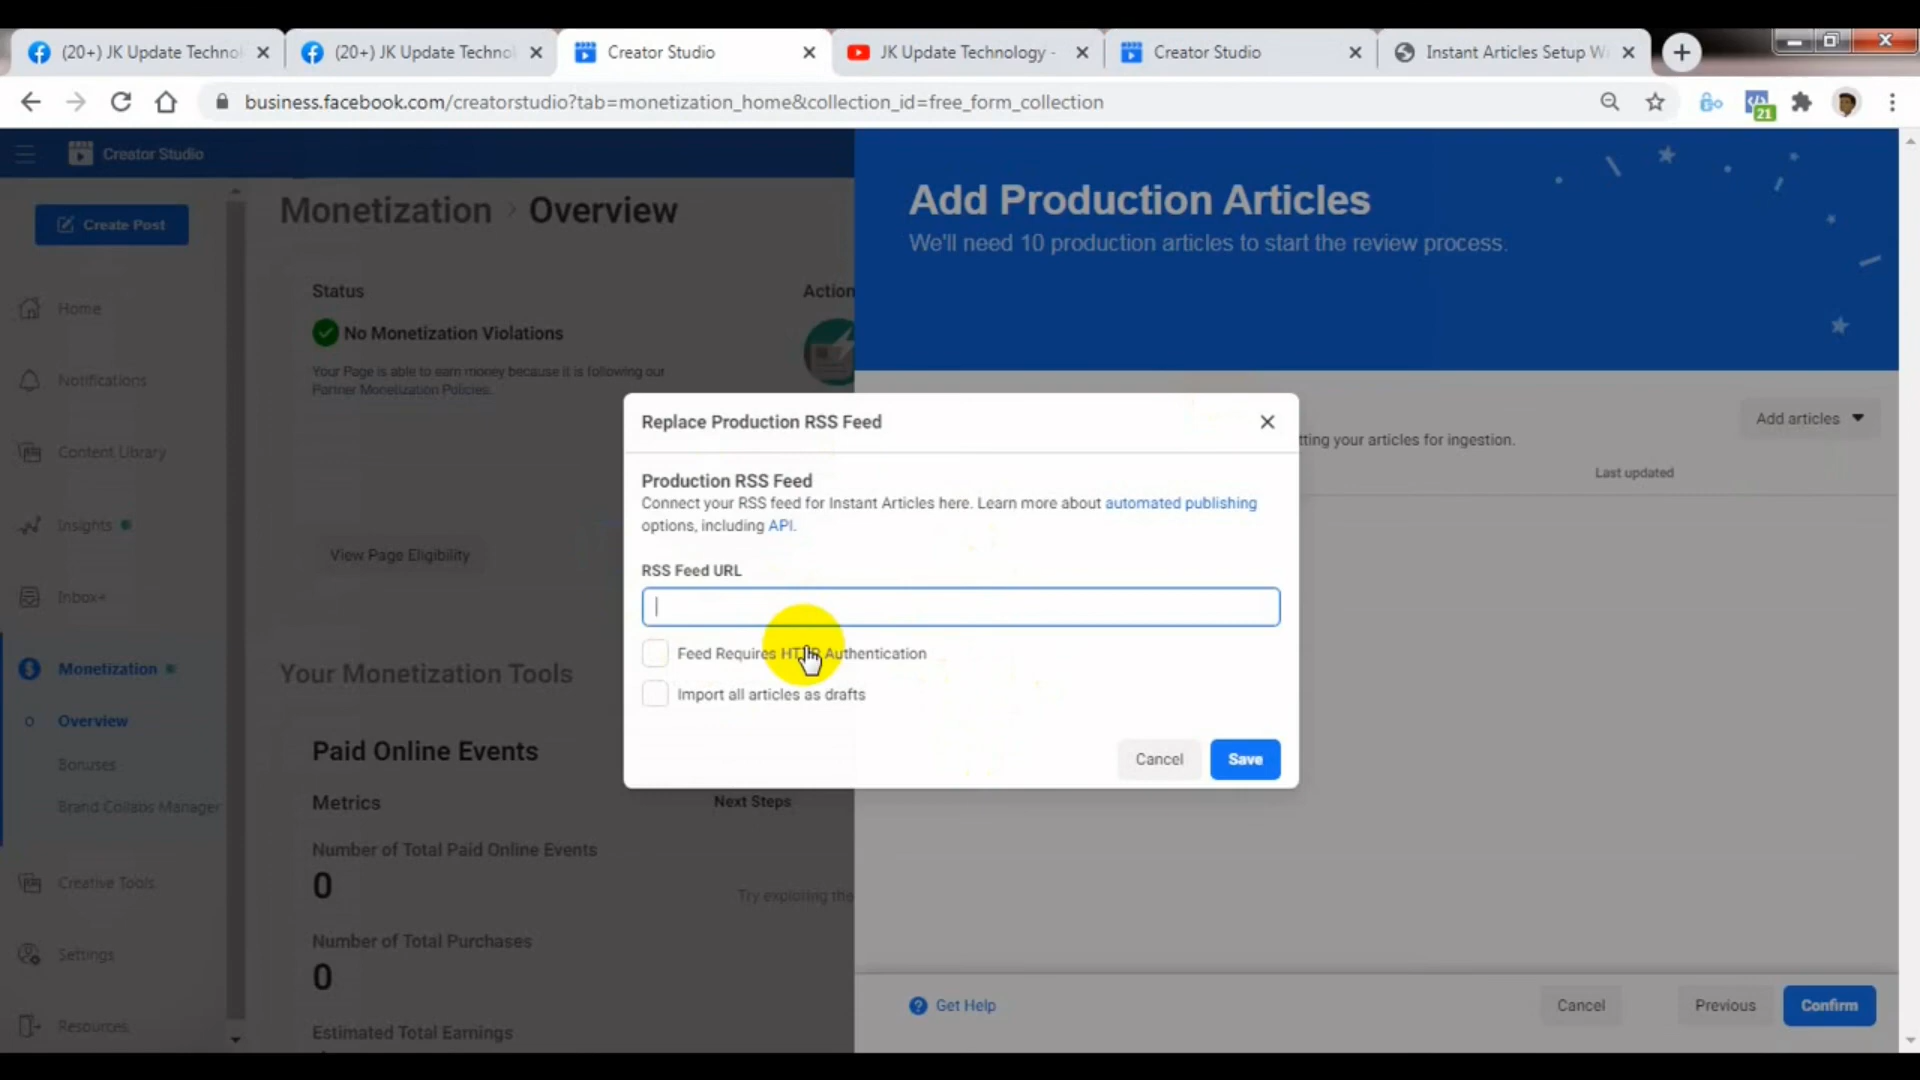 (20+) JK Update Technol
(20+) JK Update Technol
Creator Studio
JK Update Technology -
Creator Studio
Instant Articles Setup W
business.facebook.com/creatorstudio?tab=monetization_home&collection_id=free_form_collection
21
Creator Studio
Create Post
Home
Notifications
Content Library
Insights
Inbox+
Monetization
Overview
Bonuses
Brand Collabs Manager
Creative Tools
Settings
Resources
Monetization > Overview
Status
Action
No Monetization Violations
Your Page is able to earn money because it is following our
Partner Monetization Policies.
View Page Eligibility
Your Monetization Tools
Paid Online Events
Metrics
Next Steps
Number of Total Paid Online Events
0
Try exploring the
Number of Total Purchases
0
Estimated Total Earnings
Add Production Articles
We'll need 10 production articles to start the review process.
Add articles
tting your articles for ingestion.
Last updated
Replace Production RSS Feed
Production RSS Feed
Connect your RSS feed for Instant Articles here. Learn more about automated publishing
options, including API.
RSS Feed URL
Feed Requires HTTP Authentication
Import all articles as drafts
Cancel
Save
Get Help
Cancel
Previous
Confirm